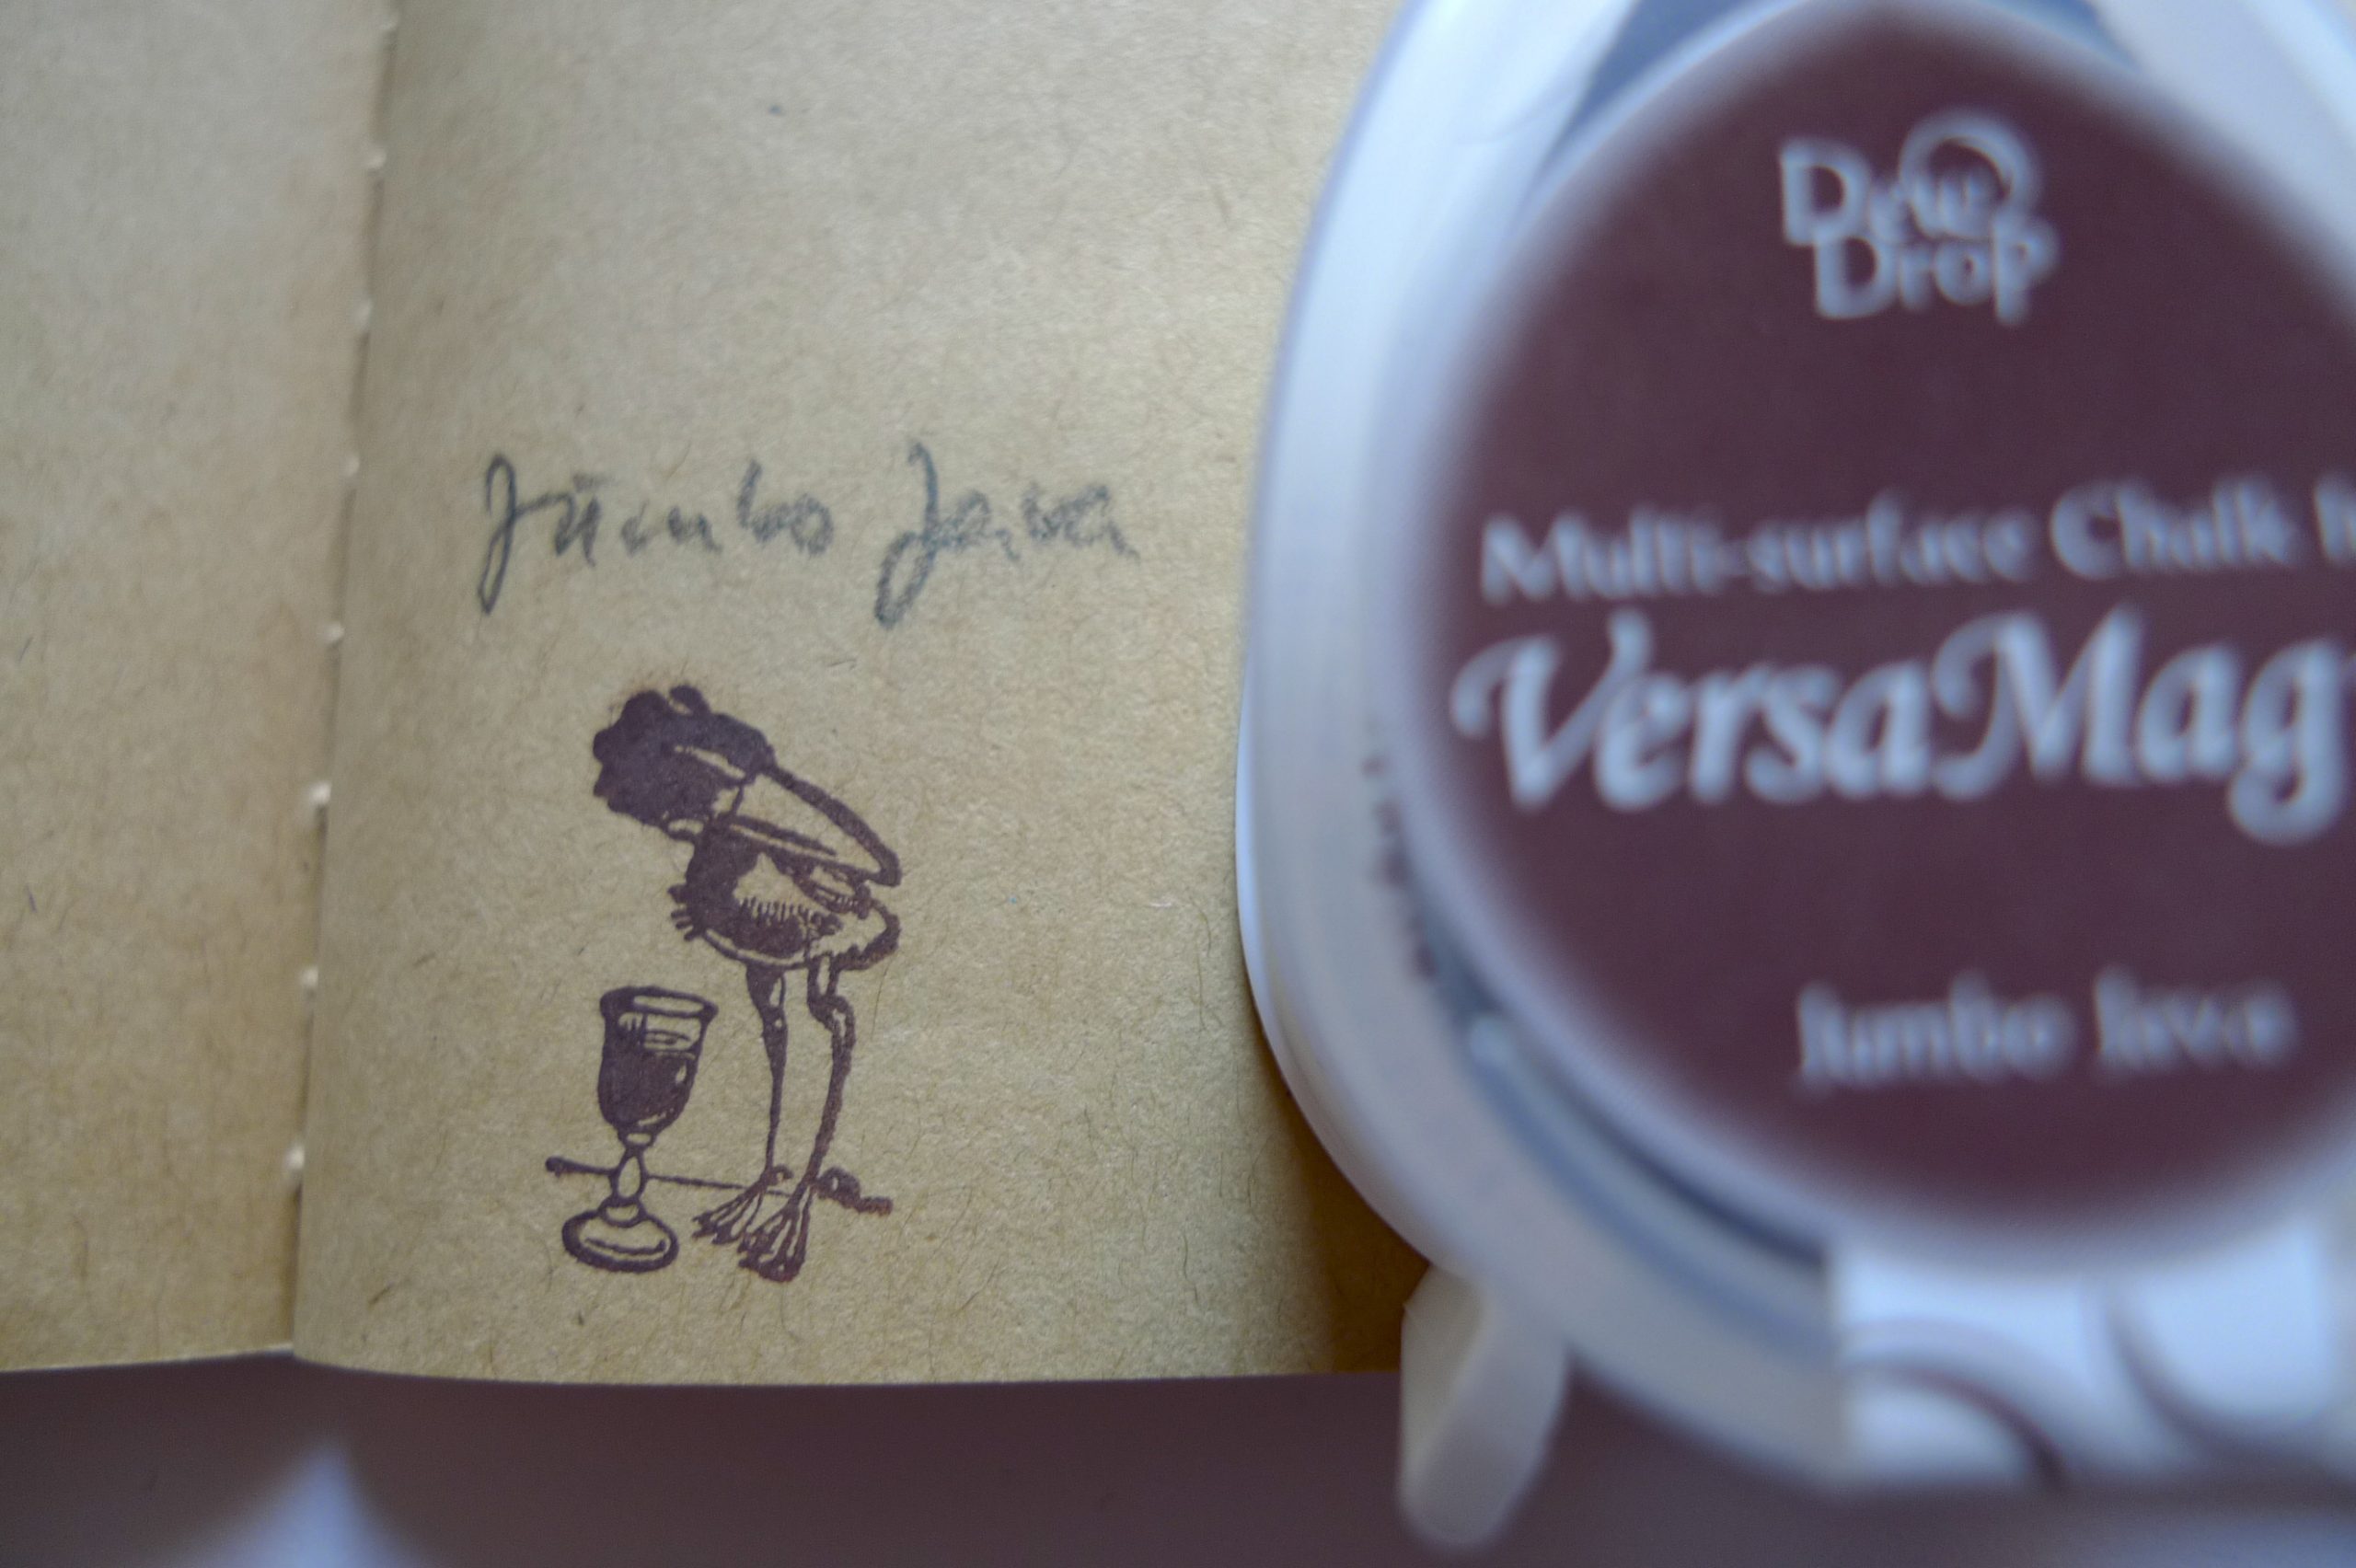 Jumbo Java
Dew
Drop
Multi-surface Chalk
VersaMag
Jumbo Java